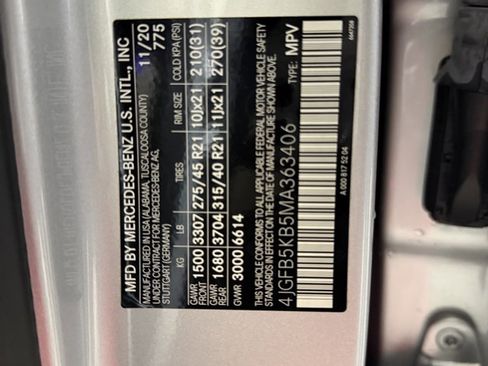 MFD BY MERCEDES-BENZ U.S. INTL., INC 11/20
MANUFACTURED IN USA (ALABAMA, TUSCALOOSA COUNTY) 775
UNDER CONTRACT FOR MERCEDES-BENZ AG,
STUTTGART (GERMANY)
KG LB TIRES RIM SIZE COLD KPA (PSI)
GAWR
FRONT 1500 3307 275/45 R21 10Jx21 210(31)
GAWR
REAR 1680 3704 315/40 R21 11Jx21 270(39)
GVWR 3000 6614
THIS VEHICLE CONFORMS TO ALL APPLICABLE FEDERAL MOTOR VEHICLE SAFETY
STANDARDS IN EFFECT ON THE DATE OF MANUFACTURE SHOWN ABOVE.
4JGFB5KB5MA363406 TYPE: MPV
A 000 817 52 04